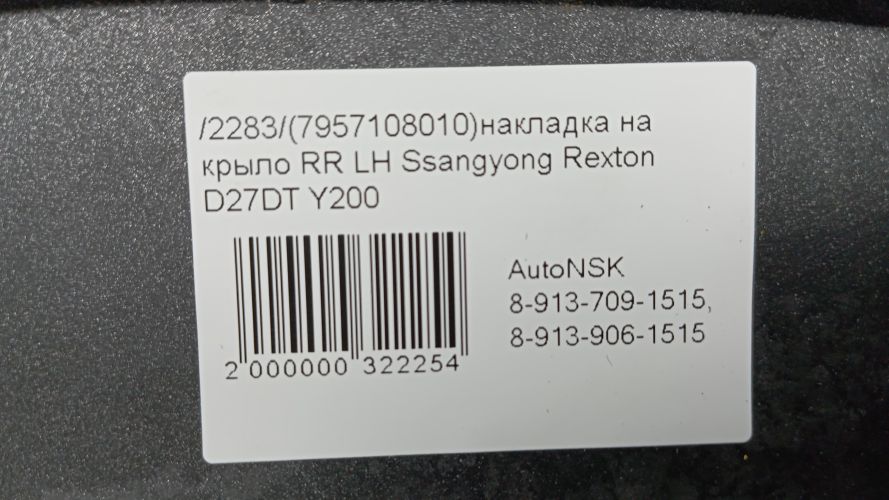 /2283/(7957108010)накладка на
крыло RR LH Ssangyong Rexton
D27DT Y200
AutoNSK
8-913-709-1515,
8-913-906-1515
2 000000 322254